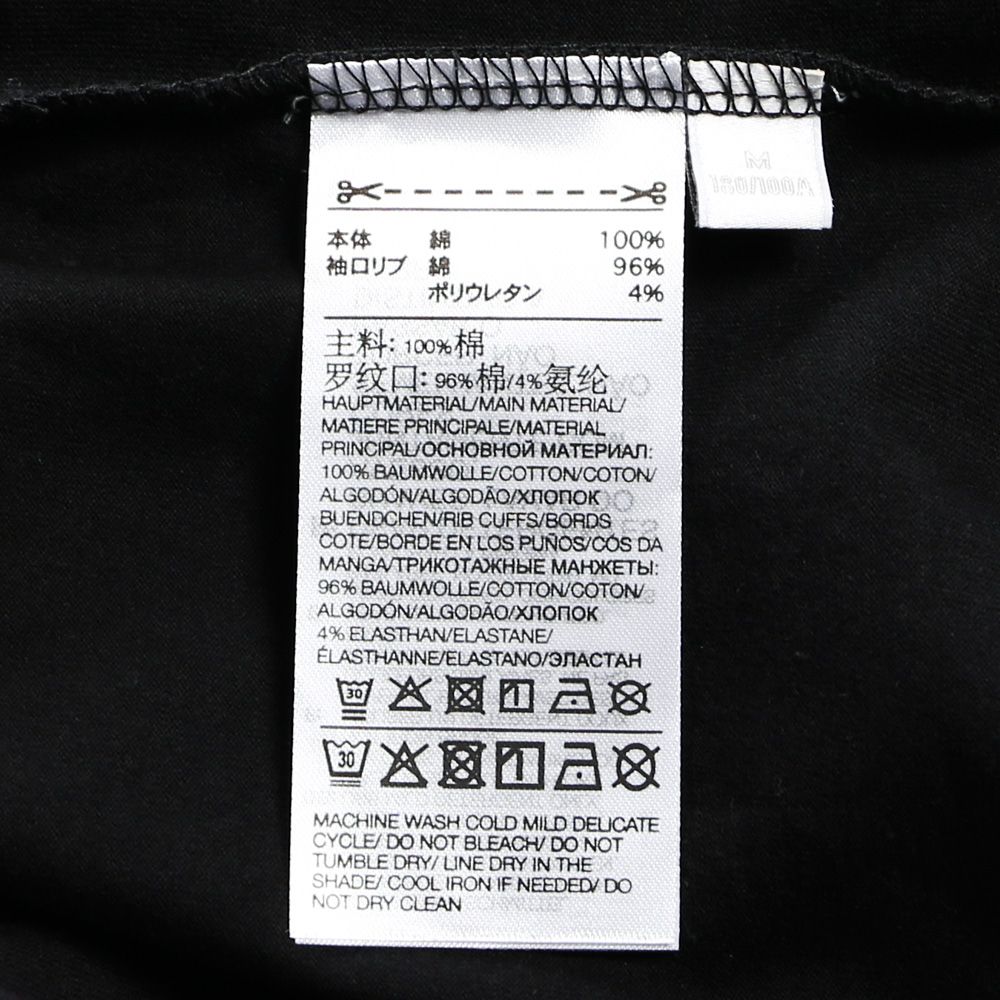 本体 綿 100%
袖口リブ 綿 96%
ポリウレタン 4%
主料: 100%棉
罗纹口: 96%棉/4%氨纶
HAUPTMATERIAL/MAIN MATERIAL/
MATIERE PRINCIPALE/MATERIAL
PRINCIPAL/ОСНОВНОЙ МАТЕРИАЛ:
100% BAUMWOLLE/COTTON/COTON/
ALGODÓN/ALGODÃO/ХЛОПОК
BUENDCHEN/RIB CUFFS/BORDS
COTE/BORDE EN LOS PUÑOS/CÓS DA
MANGA/ТРИКОТАЖНЫЕ МАНЖЕТЫ:
96% BAUMWOLLE/COTTON/COTON/
ALGODÓN/ALGODÃO/ХЛОПОК
4% ELASTHAN/ELASTANE/
ÉLASTHANNE/ELASTANO/ЭЛАСТАН
30
30
MACHINE WASH COLD MILD DELICATE
CYCLE/ DO NOT BLEACH/ DO NOT
TUMBLE DRY/ LINE DRY IN THE
SHADE/ COOL IRON IF NEEDED/ DO
NOT DRY CLEAN
M